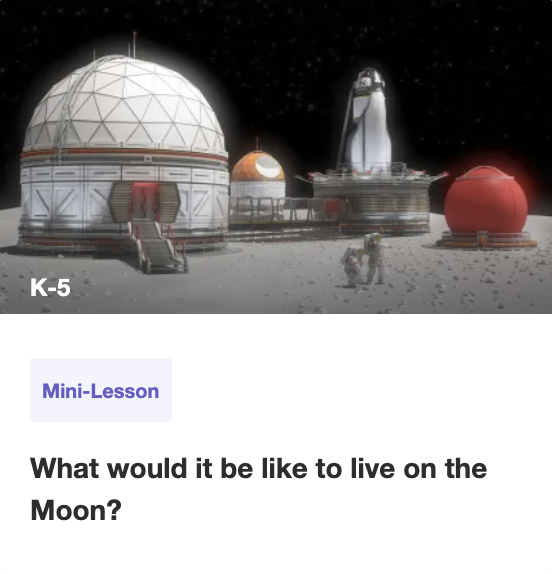 K-5
Mini-Lesson
What would it be like to live on the
Moon?